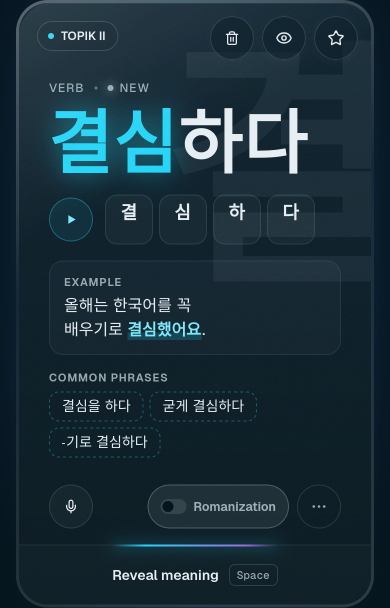 TOPIK II
VERB • NEW
결심하다
결 심 하 다
EXAMPLE
올해는 한국어를 꼭
배우기로 결심했어요.
COMMON PHRASES
결심을 하다 굳게 결심하다
-기로 결심하다
Romanization
Reveal meaning Space